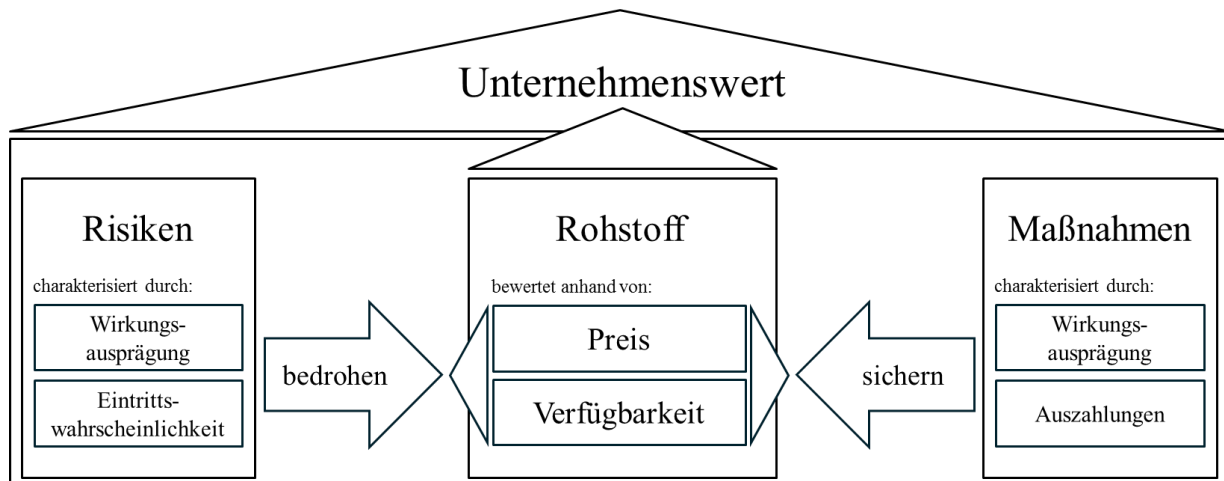 Unternehmenswert
Risiken
charakterisiert durch:
Wirkungs-
ausprägung
Eintritts-
wahrscheinlichkeit
bedrohen
Rohstoff
bewertet anhand von:
Preis
Verfügbarkeit
sichern
Maßnahmen
charakterisiert durch:
Wirkungs-
ausprägung
Auszahlungen